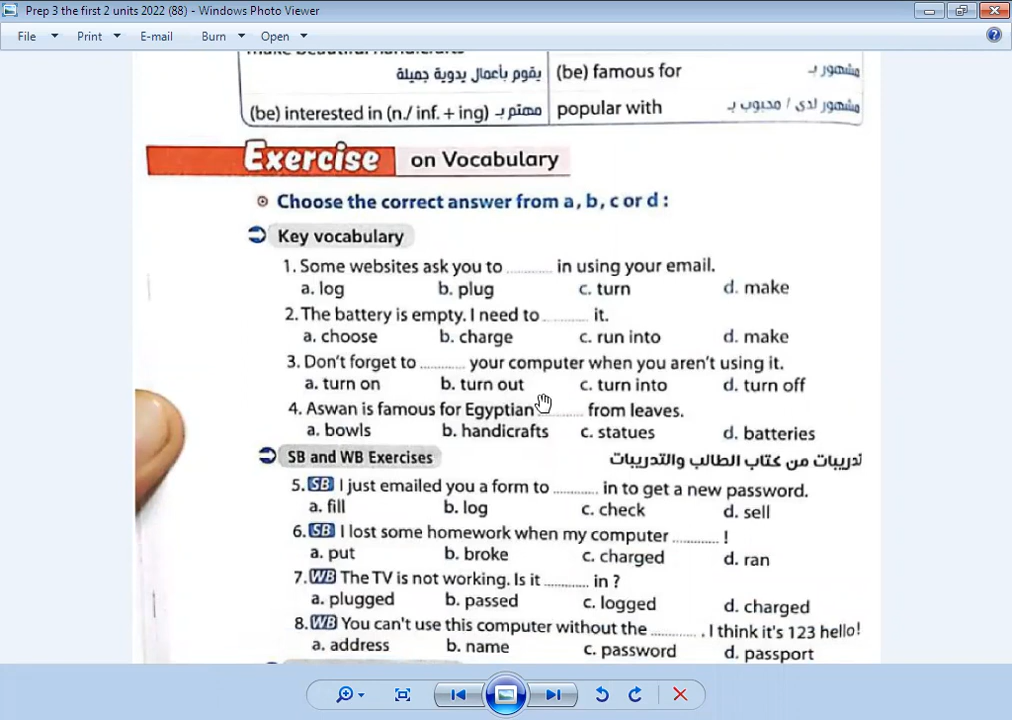 Prep 3 the first 2 units 2022 (88) - Windows Photo Viewer
File Print E-mail Burn Open
make beautiful handicrafts
يقوم بأعمال يدوية جميلة
(be) famous for مشهور بـ
(be) interested in (n./ inf. + ing) مهتم بـ
popular with مشهور لدى / محبوب بـ
Exercise on Vocabulary
Choose the correct answer from a, b, c or d :
Key vocabulary
1. Some websites ask you to .......... in using your email.
a. log b. plug c. turn d. make
2. The battery is empty. I need to .......... it.
a. choose b. charge c. run into d. make
3. Don't forget to .......... your computer when you aren't using it.
a. turn on b. turn out c. turn into d. turn off
4. Aswan is famous for Egyptian .......... from leaves.
a. bowls b. handicrafts c. statues d. batteries
SB and WB Exercises تدريبات من كتاب الطالب والتدريبات
5. SB I just emailed you a form to .......... in to get a new password.
a. fill b. log c. check d. sell
6. SB I lost some homework when my computer .......... !
a. put b. broke c. charged d. ran
7. WB The TV is not working. Is it .......... in ?
a. plugged b. passed c. logged d. charged
8. WB You can't use this computer without the .......... . I think it's 123 hello!
a. address b. name c. password d. passport